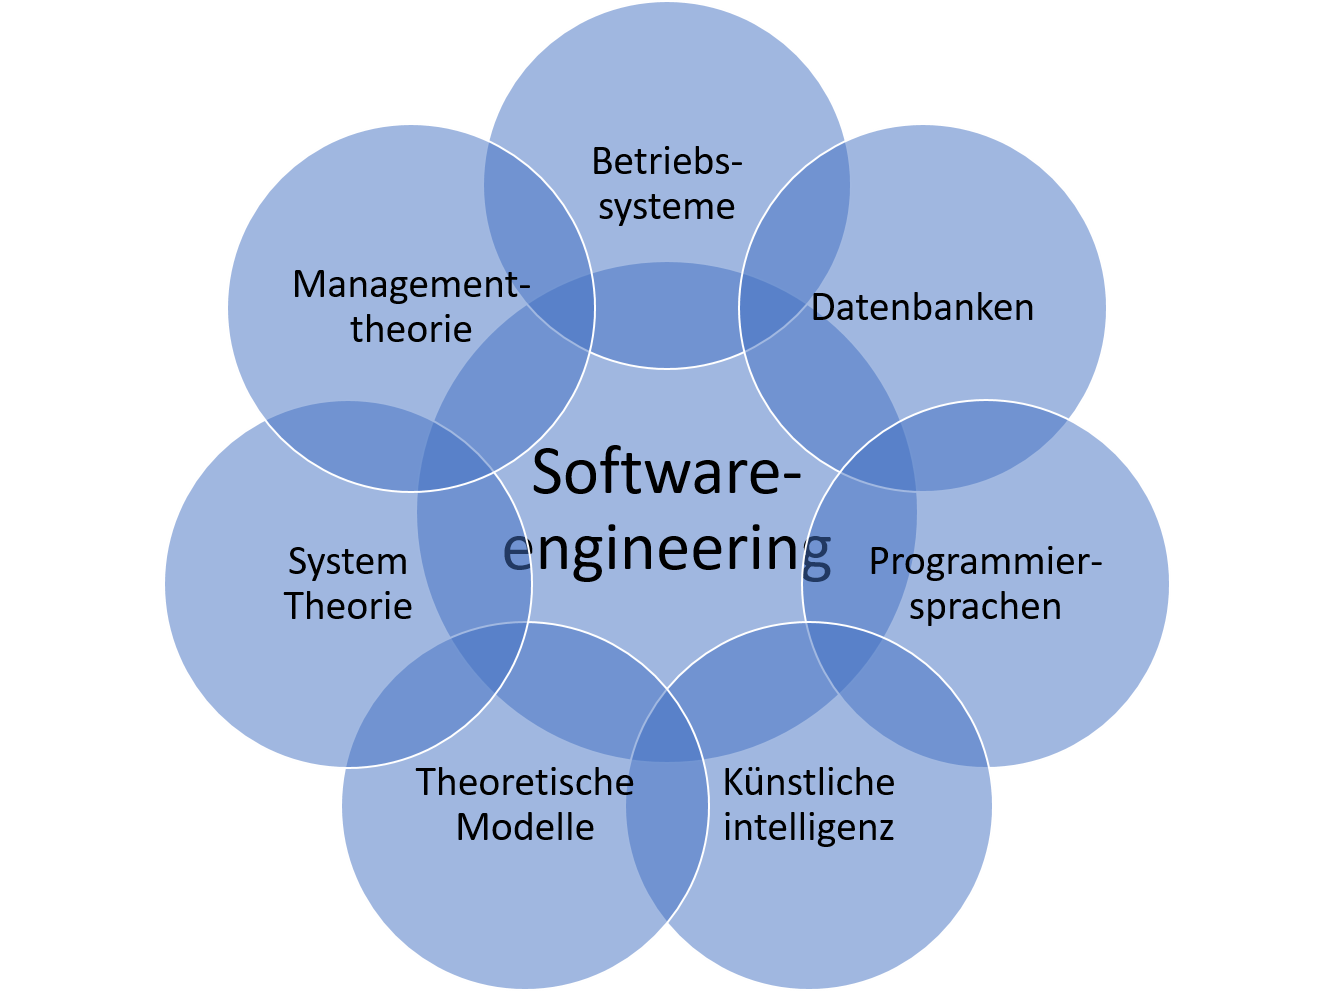 Betriebs-
systeme
Management-
theorie
Datenbanken
Software-
engineering
System
Theorie
Programmier-
sprachen
Theoretische
Modelle
Künstliche
intelligenz